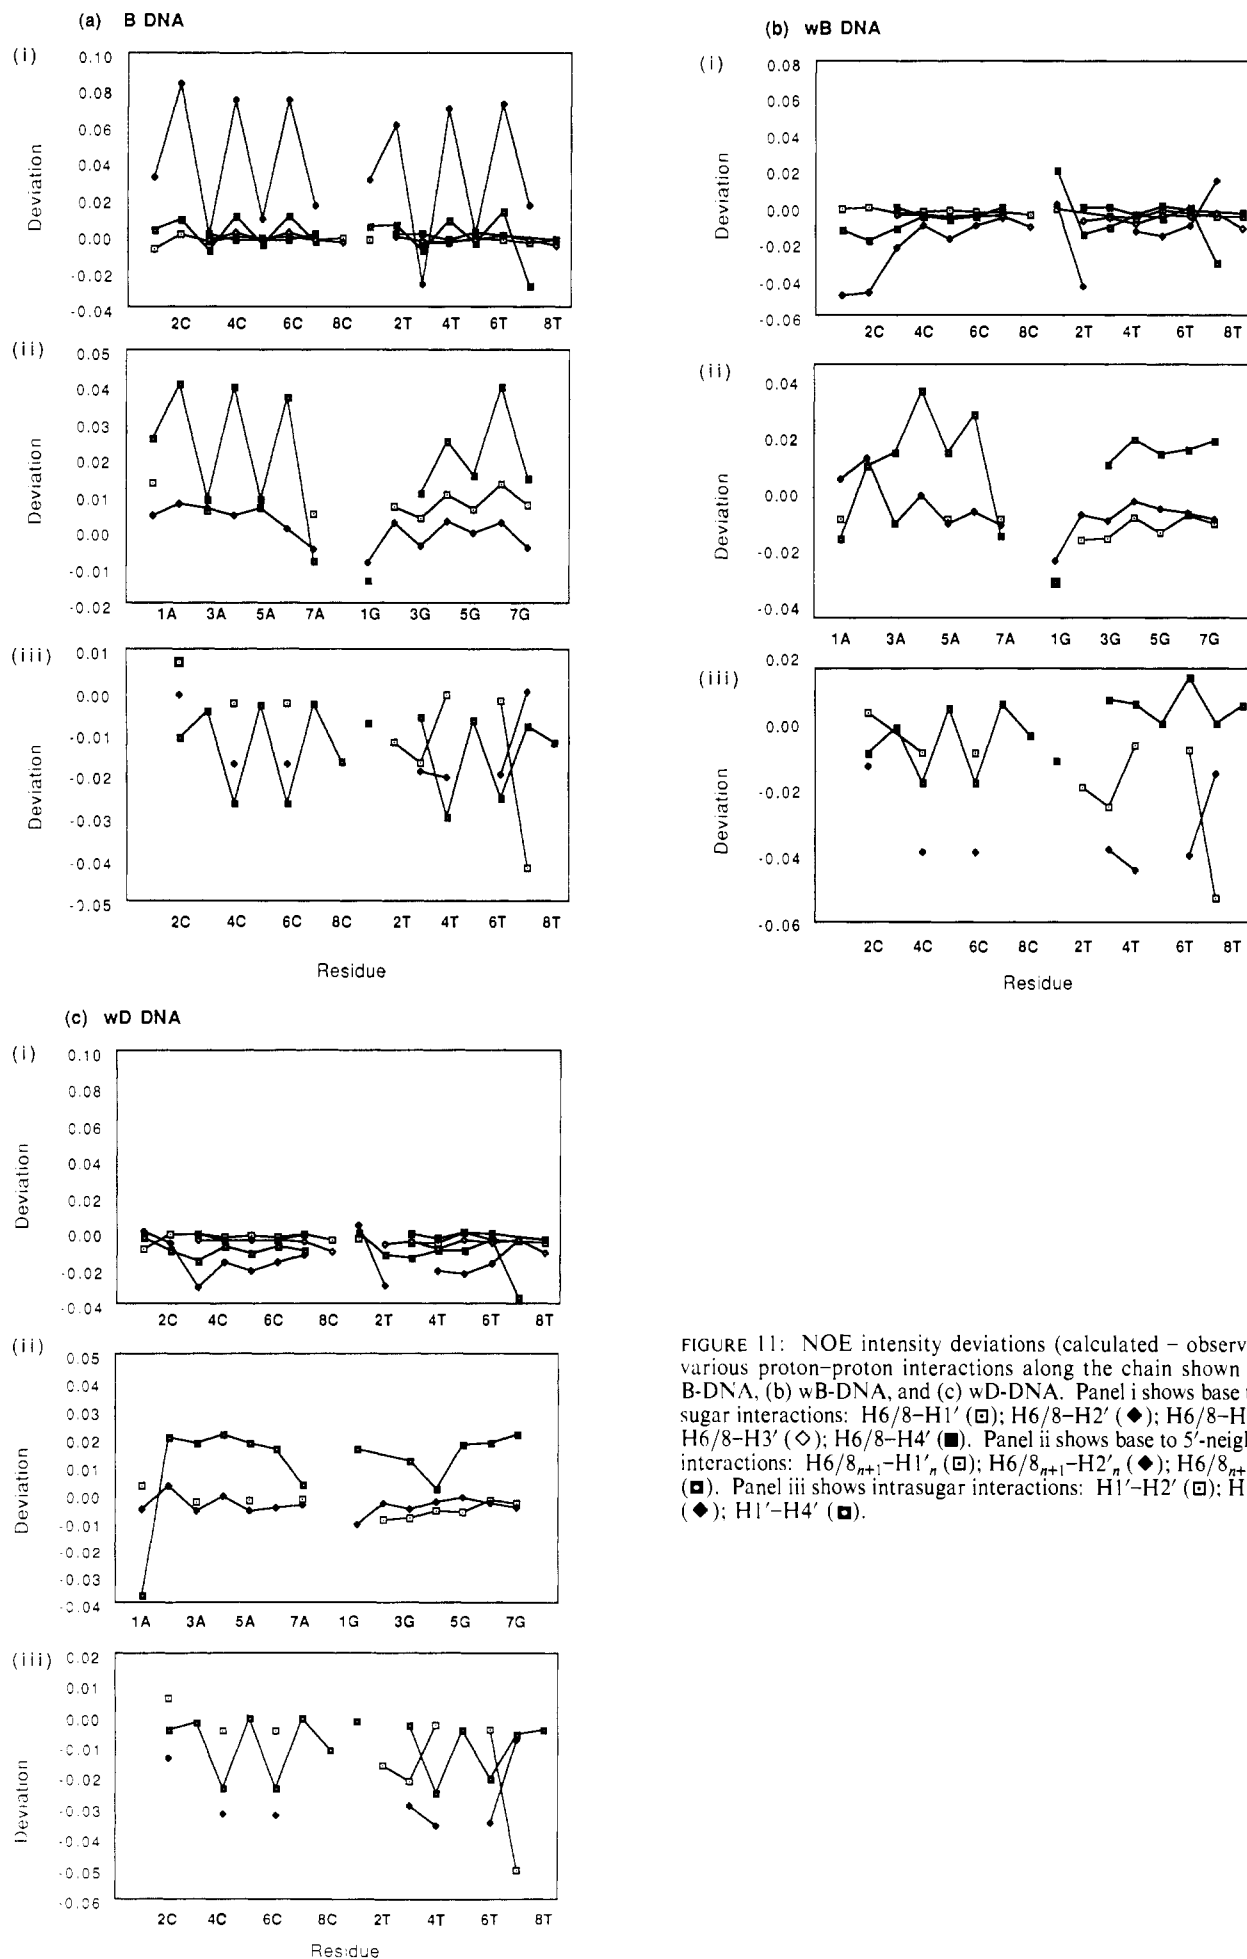 (a) B DNA
(i)
0.10
0.08
0.06
0.04
0.02
0.00
-0.02
-0.04
Deviation
2C 4C 6C 8C 2T 4T 6T 8T
(ii)
0.05
0.04
0.03
0.02
0.01
0.00
-0.01
-0.02
Deviation
1A 3A 5A 7A 1G 3G 5G 7G
(iii)
0.01
0.00
-0.01
-0.02
-0.03
-0.04
-0.05
Deviation
2C 4C 6C 8C 2T 4T 6T 8T
Residue
(b) wB DNA
(i)
0.08
0.06
0.04
0.02
0.00
-0.02
-0.04
-0.06
Deviation
2C 4C 6C 8C 2T 4T 6T 8T
(ii)
0.04
0.02
0.00
-0.02
-0.04
Deviation
1A 3A 5A 7A 1G 3G 5G 7G
(iii)
0.02
0.00
-0.02
-0.04
-0.06
Deviation
2C 4C 6C 8C 2T 4T 6T 8T
Residue
(c) wD DNA
(i)
0.10
0.08
0.06
0.04
0.02
0.00
-0.02
-0.04
Deviation
2C 4C 6C 8C 2T 4T 6T 8T
(ii)
0.05
0.04
0.03
0.02
0.01
0.00
-0.01
-0.02
-0.03
-0.04
Deviation
1A 3A 5A 7A 1G 3G 5G 7G
(iii)
0.02
0.01
0.00
-0.01
-0.02
-0.03
-0.04
-0.05
-0.06
Deviation
2C 4C 6C 8C 2T 4T 6T 8T
Residue
FIGURE 11: NOE intensity deviations (calculated – observ
various proton–proton interactions along the chain shown
B-DNA, (b) wB-DNA, and (c) wD-DNA. Panel i shows base
sugar interactions: H6/8–H1′ (⊡); H6/8–H2′ (◆); H6/8–H
H6/8–H3′ (◇); H6/8–H4′ (■). Panel ii shows base to 5′-neigh
interactions: H6/8n+1–H1′n (⊡); H6/8n+1–H2′n (◆); H6/8n+
(◘). Panel iii shows intrasugar interactions: H1′–H2′ (⊡); H
(◆); H1′–H4′ (◘).